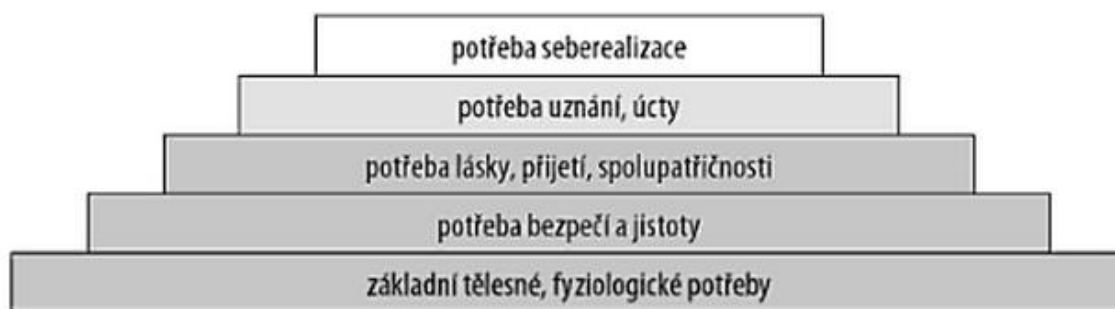 potřeba seberealizace
potřeba uznání, úcty
potřeba lásky, přijetí, spolupatřičnosti
potřeba bezpečí a jistoty
základní tělesné, fyziologické potřeby